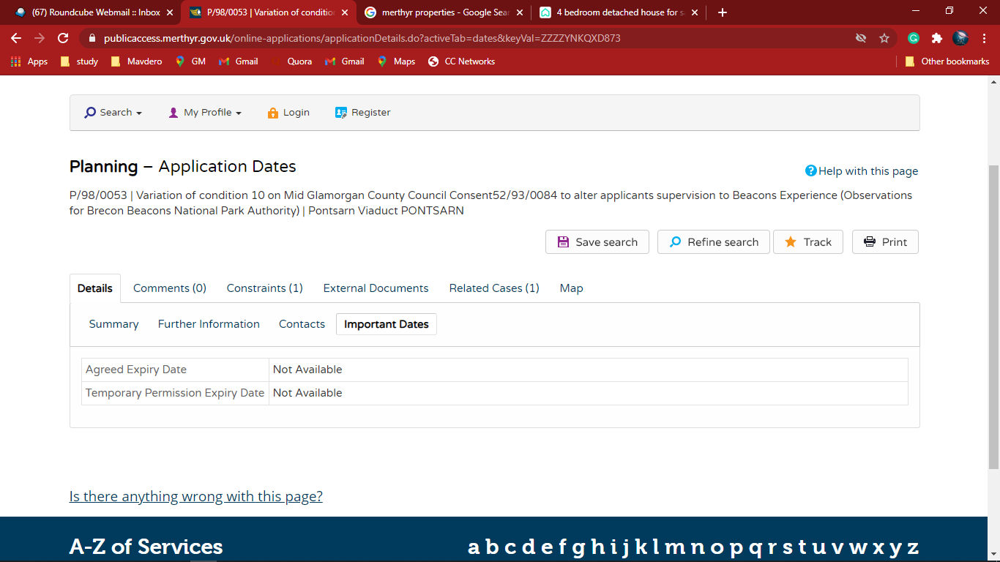 (67) Roundcube Webmail :: Inbox
P/98/0053 | Variation of conditio
merthyr properties - Google Sear
4 bedroom detached house for s
publicaccess.merthyr.gov.uk/online-applications/applicationDetails.do?activeTab=dates&keyVal=ZZZZYNKQXD873
Apps study Mavdero GM Gmail Quora Gmail Maps CC Networks Other bookmarks
Search My Profile Login Register
Planning – Application Dates
Help with this page
P/98/0053 | Variation of condition 10 on Mid Glamorgan County Council Consent52/93/0084 to alter applicants supervision to Beacons Experience (Observations
for Brecon Beacons National Park Authority) | Pontsarn Viaduct PONTSARN
Save search Refine search Track Print
Details Comments (0) Constraints (1) External Documents Related Cases (1) Map
Summary Further Information Contacts Important Dates
Agreed Expiry Date Not Available
Temporary Permission Expiry Date Not Available
Is there anything wrong with this page?
A-Z of Services a b c d e f g h i j k l m n o p q r s t u v w x y z